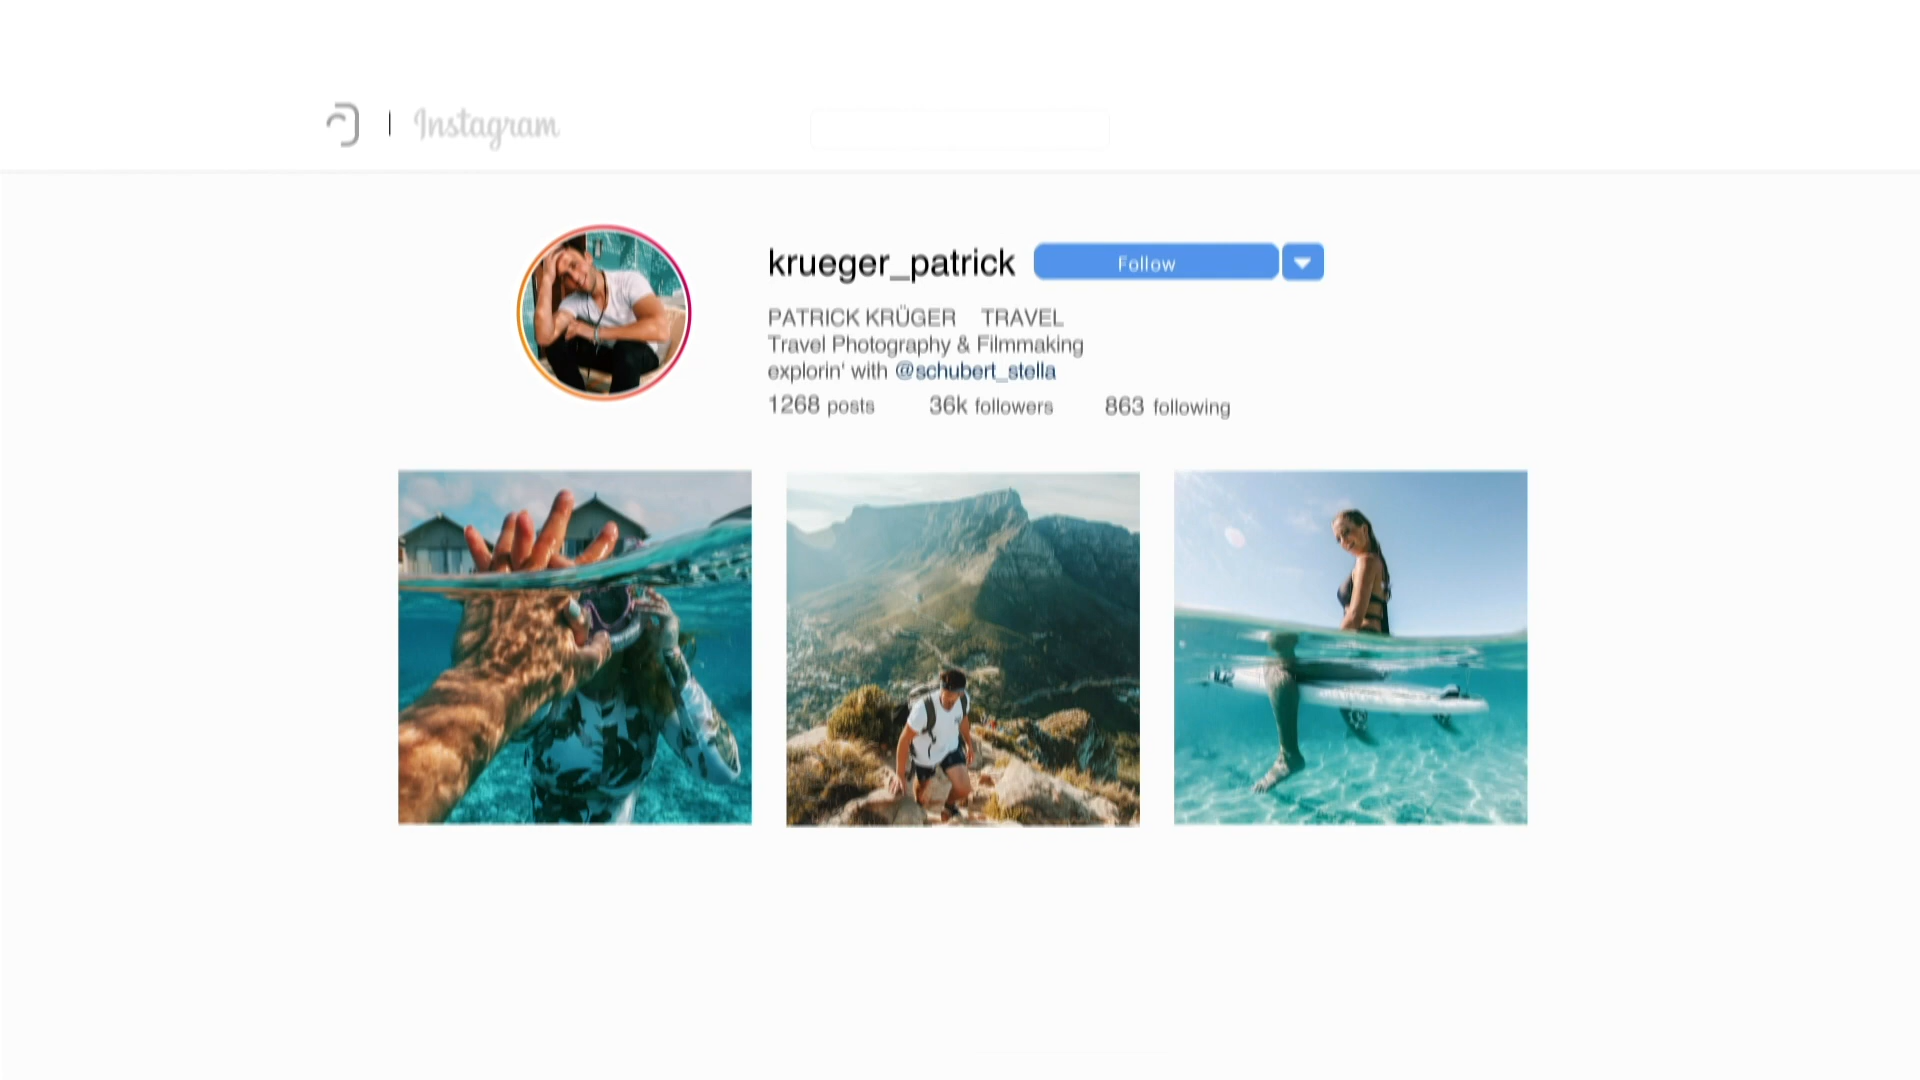 Instagram
krueger_patrick Follow
PATRICK KRÜGER TRAVEL
Travel Photography & Filmmaking
explorin' with @schubert_stella
1268 posts 36k followers 863 following